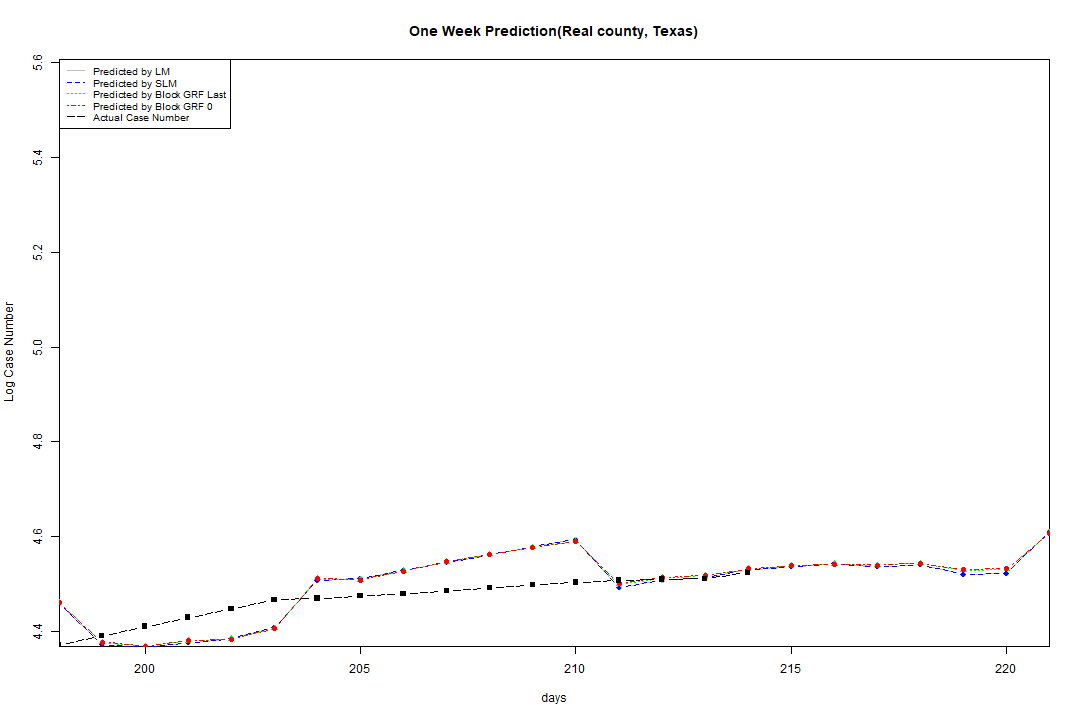 One Week Prediction(Real county, Texas)
Predicted by LM
Predicted by SLM
Predicted by Block GRF Last
Predicted by Block GRF 0
Actual Case Number
5.6
5.4
5.2
5.0
4.8
4.6
4.4
Log Case Number
200 205 210 215 220
days